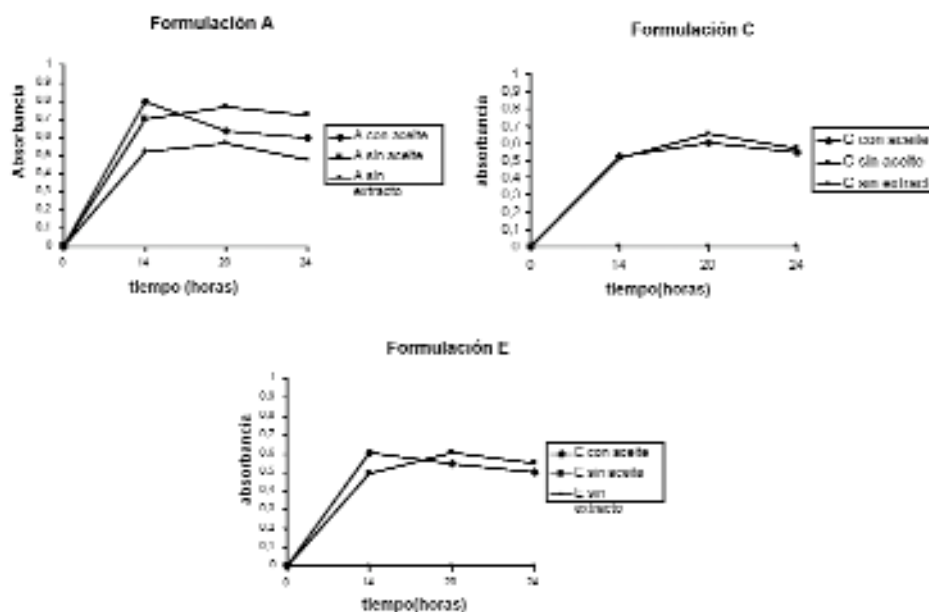 Formulación A
Absorbancia
1
0,9
0,8
0,7
0,6
0,5
0,4
0,3
0,2
0,1
0
0 14 20 24
tiempo (horas)
A con aceite
A sin aceite
A sin
extracto
Formulación C
absorbancia
1
0,9
0,8
0,7
0,6
0,5
0,4
0,3
0,2
0,1
0
0 14 20 24
tiempo(horas)
C con aceite
C sin aceite
C sin extracto
Formulación E
absorbancia
1
0,9
0,8
0,7
0,6
0,5
0,4
0,3
0,2
0,1
0
0 14 20 24
tiempo(horas)
E con aceite
E sin aceite
E sin
extracto